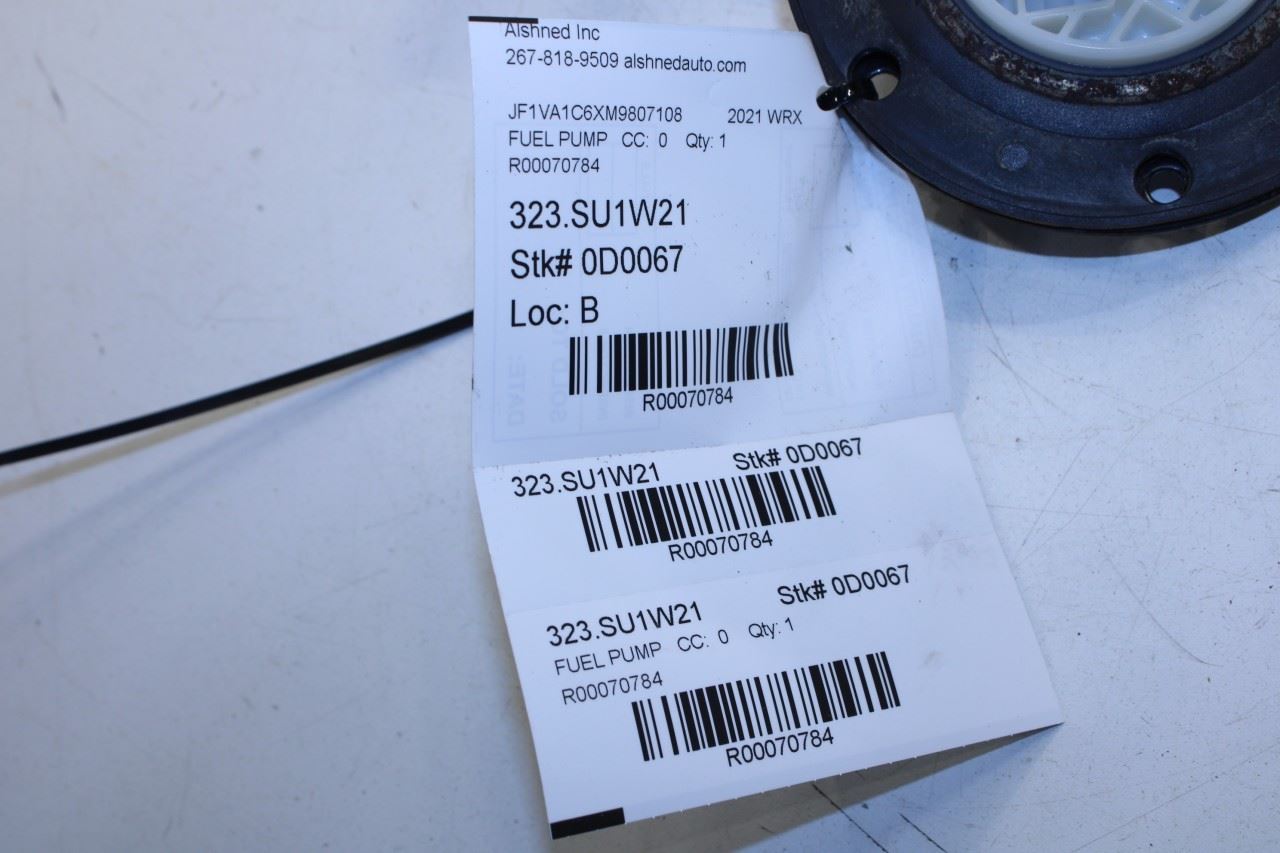 Alshned Inc
267-818-9509 alshnedauto.com
JF1VA1C6XM9807108 2021 WRX
FUEL PUMP CC: 0 Qty: 1
R00070784
323.SU1W21
Stk# 0D0067
Loc: B
R00070784
323.SU1W21 Stk# 0D0067
R00070784
323.SU1W21 Stk# 0D0067
FUEL PUMP CC: 0 Qty: 1
R00070784
R00070784